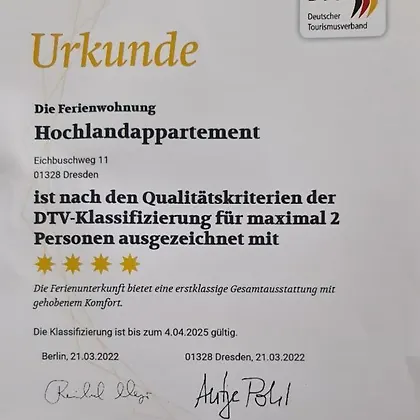 Deutscher
Tourismusverband
Urkunde
Die Ferienwohnung
Hochlandappartement
Eichbuschweg 11
01328 Dresden
ist nach den Qualitätskriterien der
DTV-Klassifizierung für maximal 2
Personen ausgezeichnet mit
Die Ferienunterkunft bietet eine erstklassige Gesamtausstattung mit
gehobenem Komfort.
Die Klassifizierung ist bis zum 4.04.2025 gültig.
Berlin, 21.03.2022 01328 Dresden, 21.03.2022
Antje Pohl